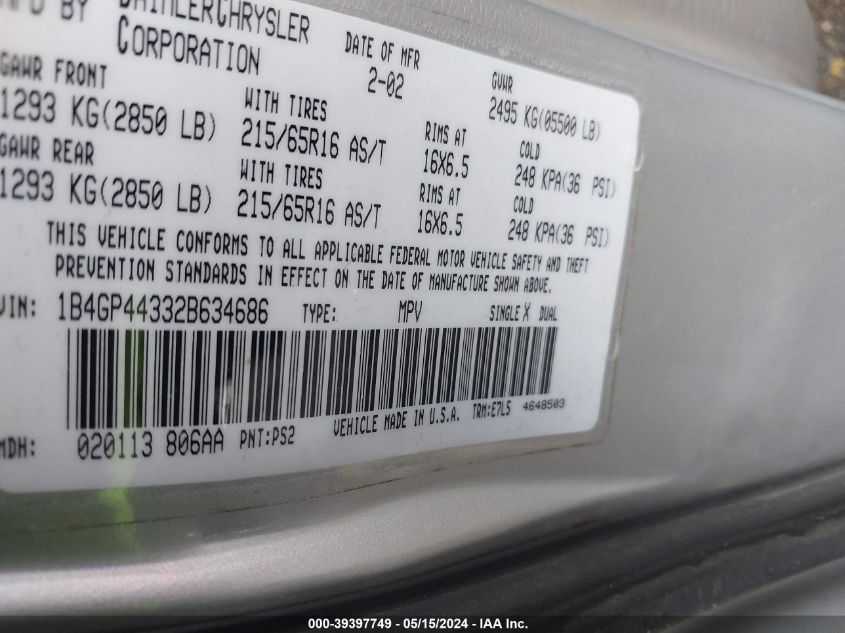 MFD BY DAIMLERCHRYSLER
CORPORATION
DATE OF MFR
2-02
GVWR
2495 KG(05500 LB)
GAWR FRONT
1293 KG(2850 LB)
WITH TIRES
215/65R16 AS/T
RIMS AT
16X6.5
COLD
248 KPA(36 PSI)
GAWR REAR
1293 KG(2850 LB)
WITH TIRES
215/65R16 AS/T
RIMS AT
16X6.5
COLD
248 KPA(36 PSI)
THIS VEHICLE CONFORMS TO ALL APPLICABLE FEDERAL MOTOR VEHICLE SAFETY AND THEFT
PREVENTION STANDARDS IN EFFECT ON THE DATE OF MANUFACTURE SHOWN ABOVE.
VIN: 1B4GP44332B634686 TYPE: MPV SINGLE X DUAL
MDH: 020113 806AA PNT:PS2 VEHICLE MADE IN U.S.A. TRM:E7L5 4648503
000-39397749 - 05/15/2024 - IAA Inc.